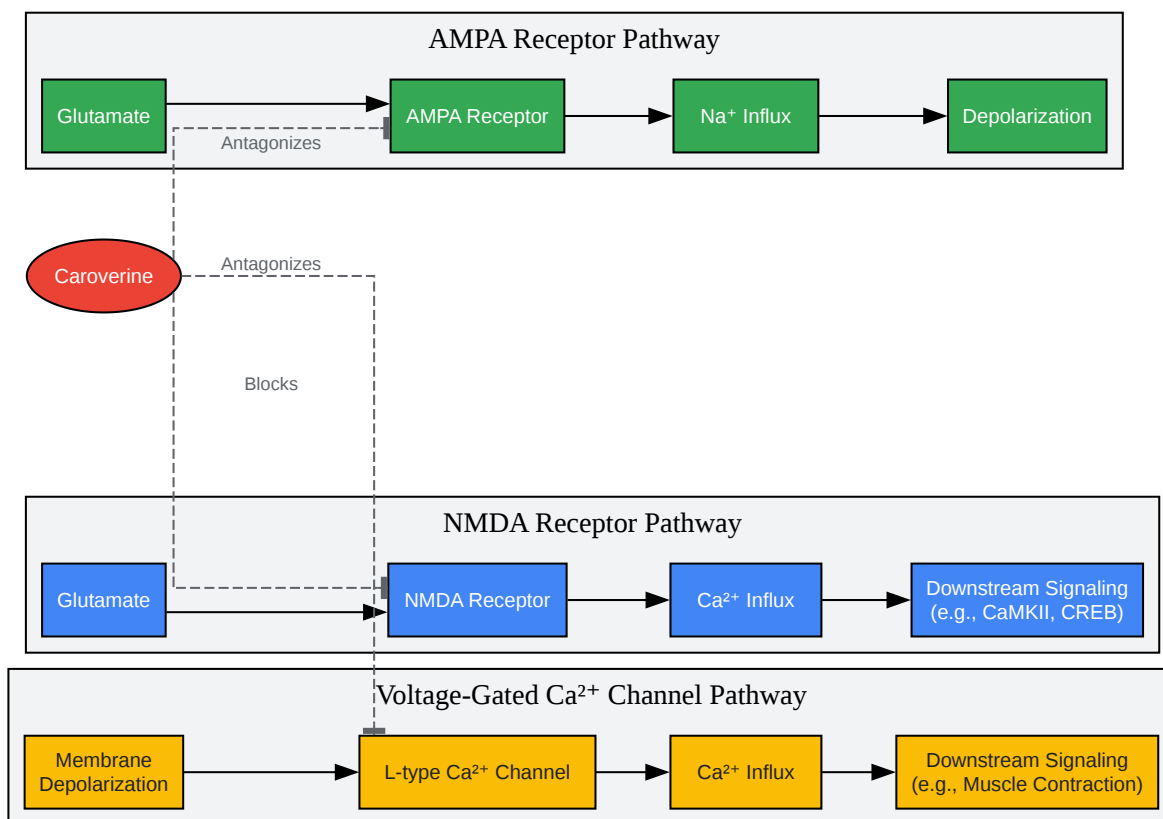 AMPA Receptor Pathway
Glutamate
AMPA Receptor
Na⁺ Influx
Depolarization
Antagonizes
Caroverine
Antagonizes
Blocks
NMDA Receptor Pathway
Glutamate
NMDA Receptor
Ca²⁺ Influx
Downstream Signaling
(e.g., CaMKII, CREB)
Voltage-Gated Ca²⁺ Channel Pathway
Membrane
Depolarization
L-type Ca²⁺ Channel
Ca²⁺ Influx
Downstream Signaling
(e.g., Muscle Contraction)